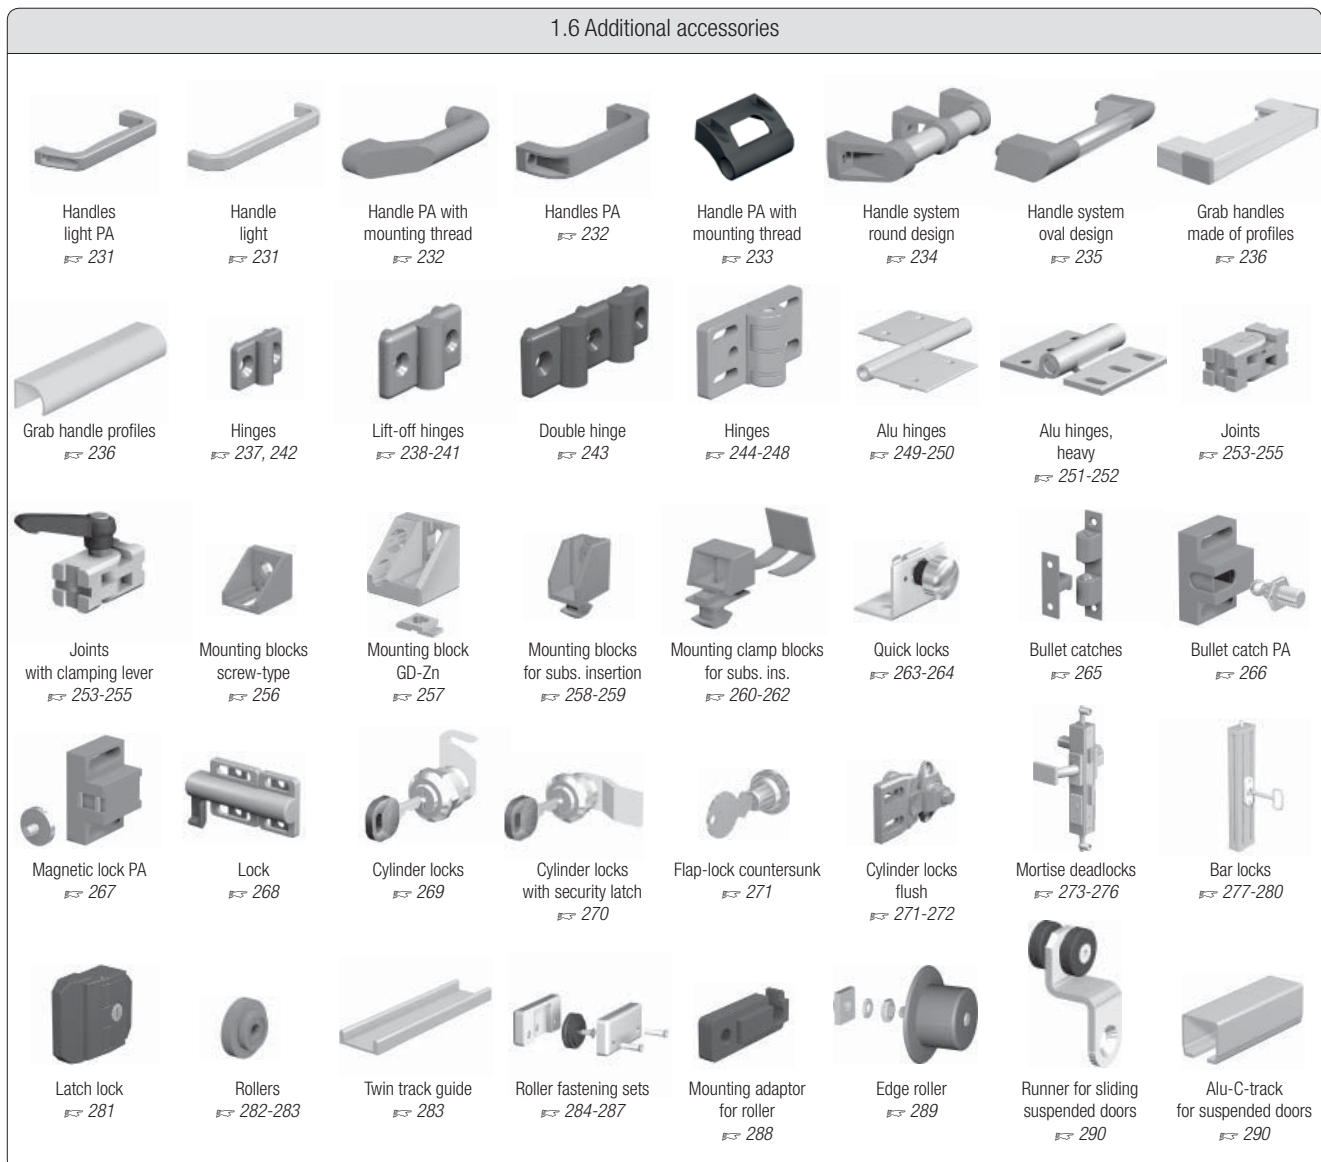 1.6 Additional accessories
Handles
light PA
231
Handle
light
231
Handle PA with
mounting thread
232
Handles PA
232
Handle PA with
mounting thread
233
Handle system
round design
234
Handle system
oval design
235
Grab handles
made of profiles
236
Grab handle profiles
236
Hinges
237, 242
Lift-off hinges
238-241
Double hinge
243
Hinges
244-248
Alu hinges
249-250
Alu hinges,
heavy
251-252
Joints
253-255
Joints
with clamping lever
253-255
Mounting blocks
screw-type
256
Mounting block
GD-Zn
257
Mounting blocks
for subs. insertion
258-259
Mounting clamp blocks
for subs. ins.
260-262
Quick locks
263-264
Bullet catches
265
Bullet catch PA
266
Magnetic lock PA
267
Lock
268
Cylinder locks
269
Cylinder locks
with security latch
270
Flap-lock countersunk
271
Cylinder locks
flush
271-272
Mortise deadlocks
273-276
Bar locks
277-280
Latch lock
281
Rollers
282-283
Twin track guide
283
Roller fastening sets
284-287
Mounting adaptor
for roller
288
Edge roller
289
Runner for sliding
suspended doors
290
Alu-C-track
for suspended doors
290